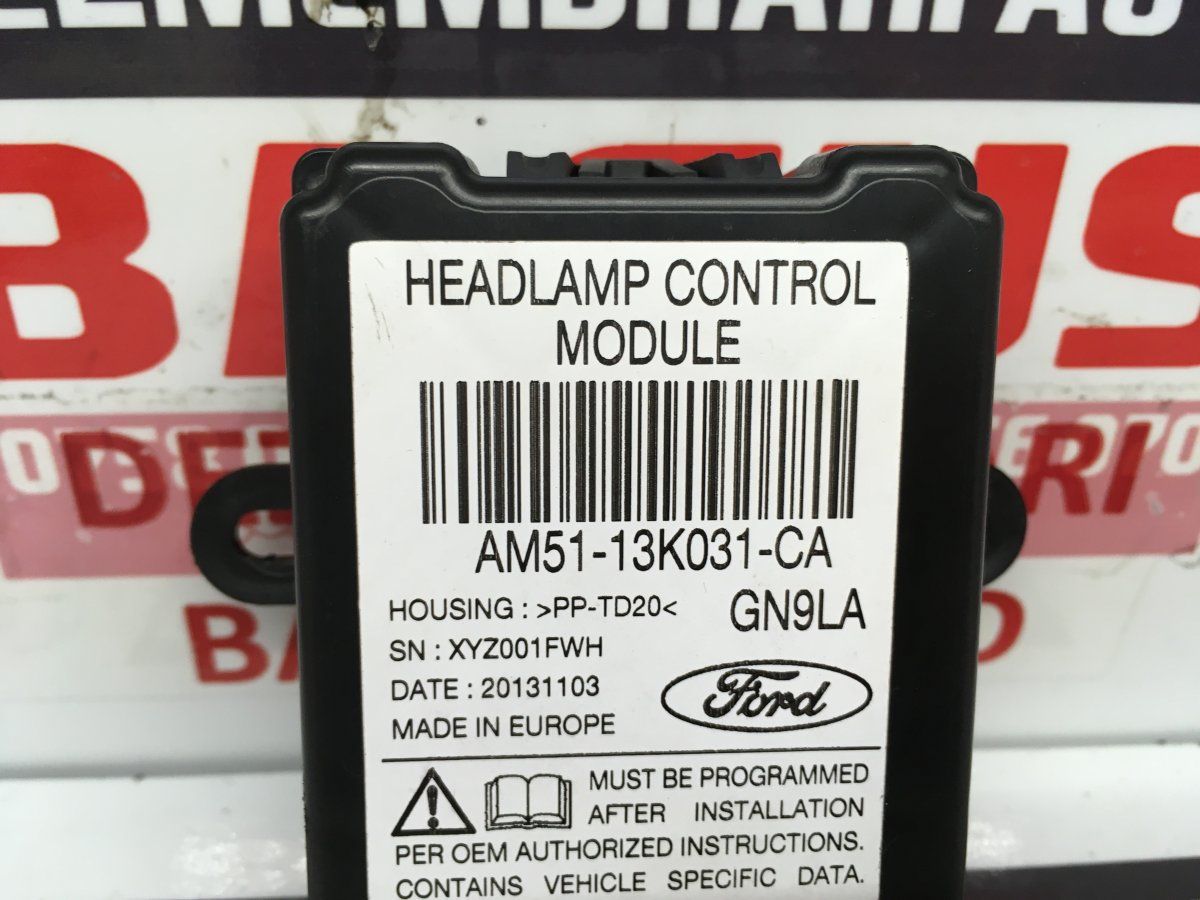 HEADLAMP CONTROL
MODULE
AM51-13K031-CA
HOUSING : >PP-TD20< GN9LA
SN : XYZ001FWH
DATE : 20131103
Ford
MADE IN EUROPE
MUST BE PROGRAMMED
AFTER INSTALLATION
PER OEM AUTHORIZED INSTRUCTIONS.
CONTAINS VEHICLE SPECIFIC DATA.